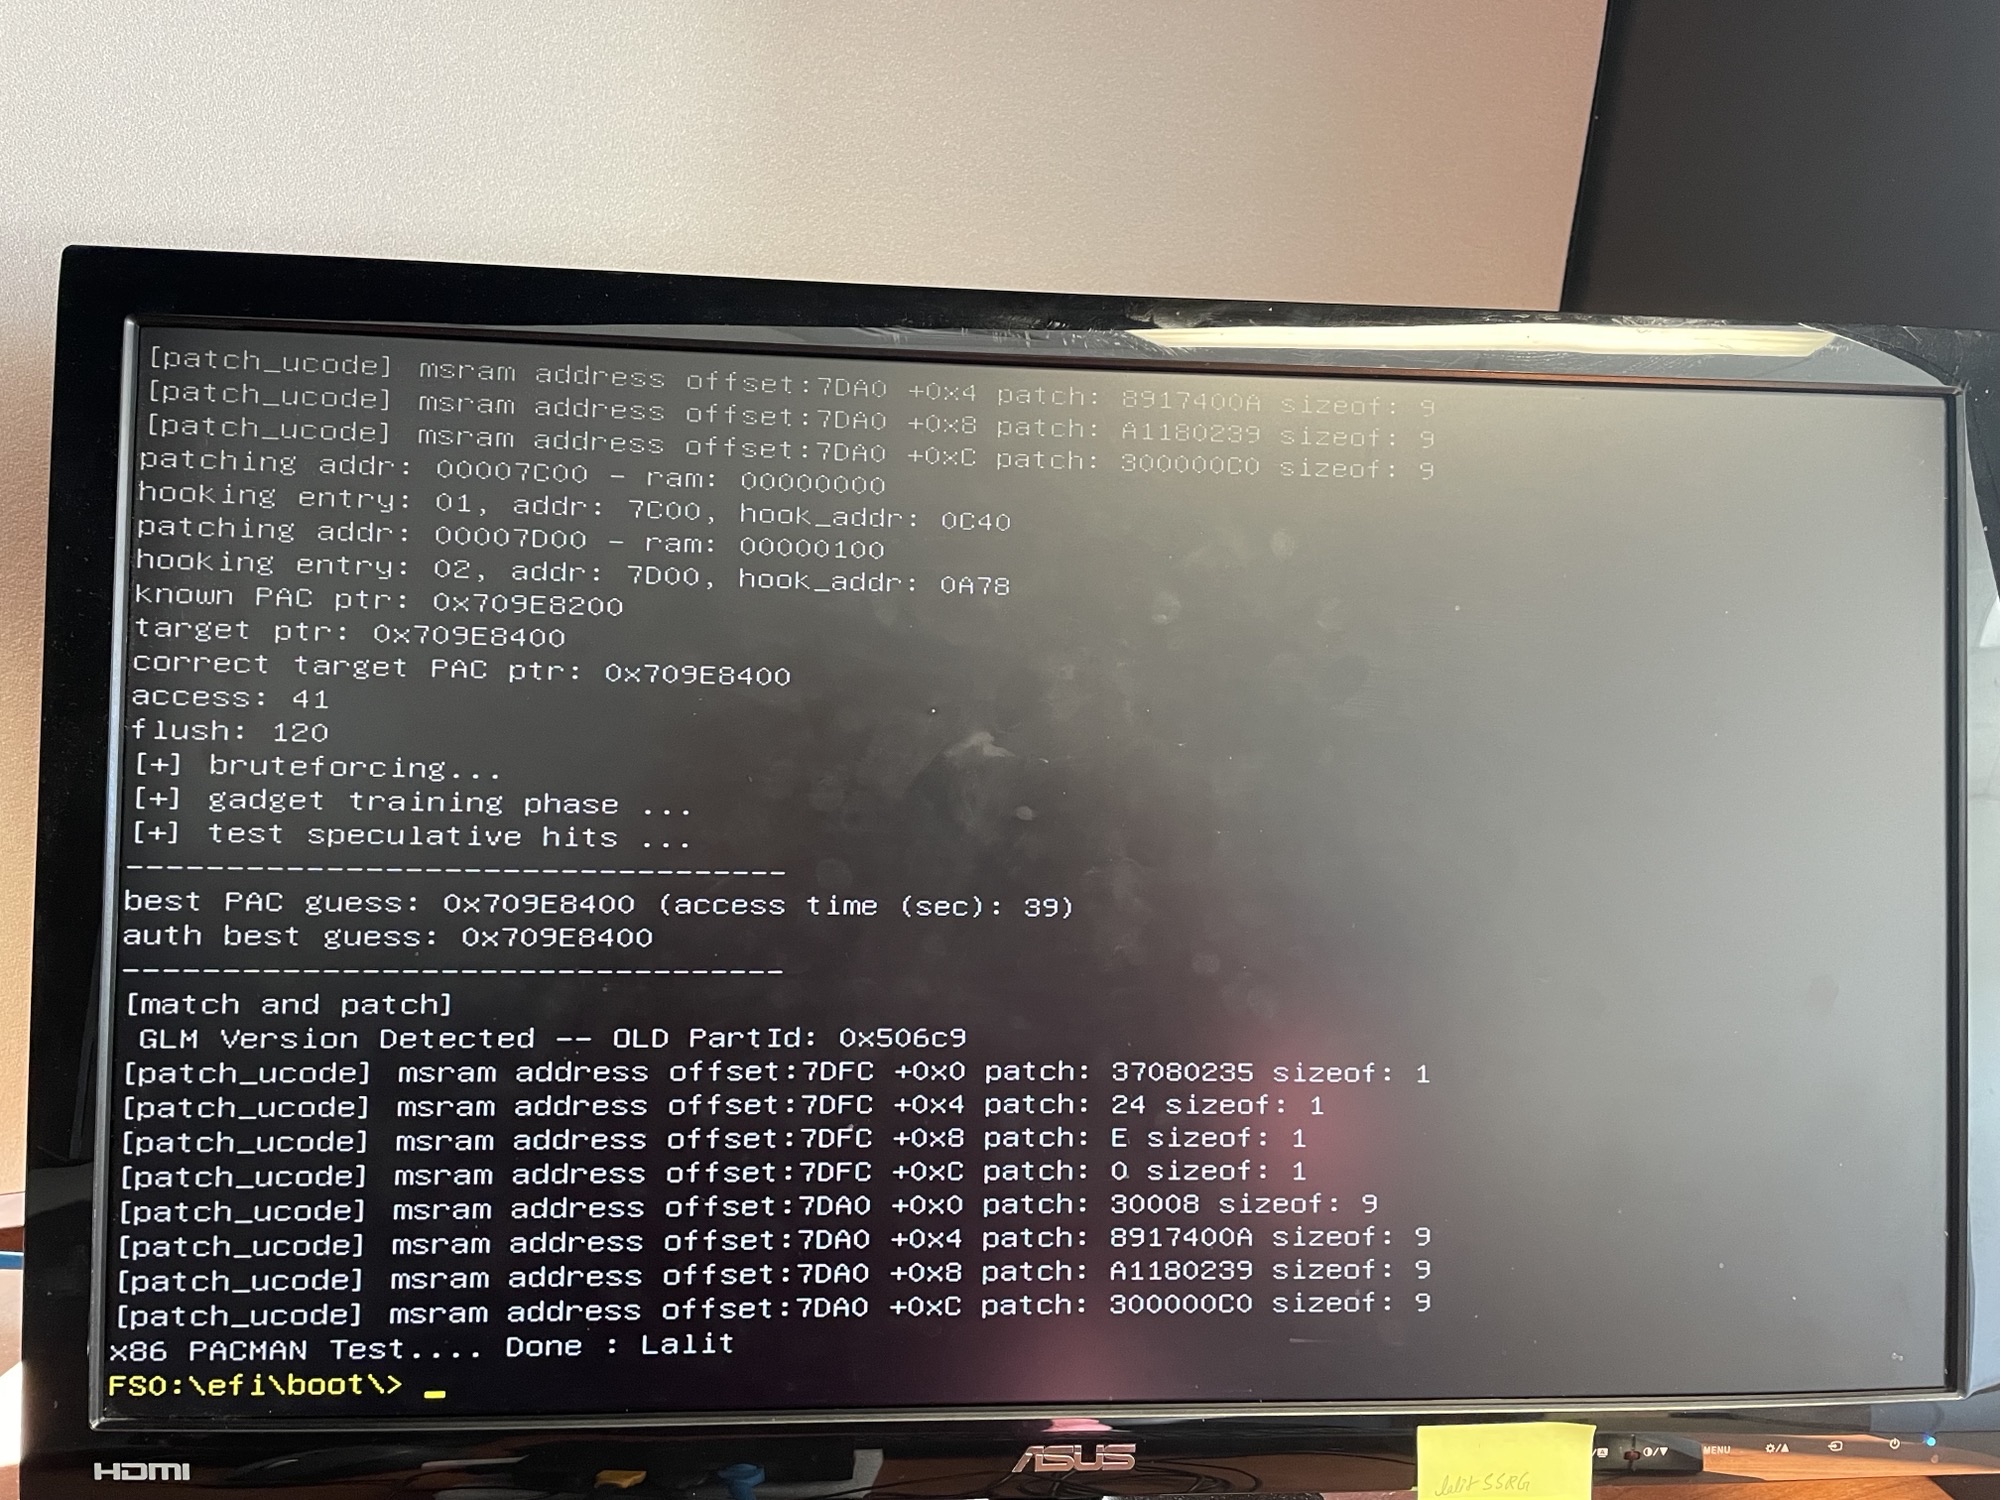 [patch_ucode] msram address offset:7DA0 +0x4 patch: 8917400A sizeof: 9
[patch_ucode] msram address offset:7DA0 +0x8 patch: A1180239 sizeof: 9
[patch_ucode] msram address offset:7DA0 +0xC patch: 300000C0 sizeof: 9
patching addr: 00007C00 - ram: 00000000
hooking entry: 01, addr: 7C00, hook_addr: 0C40
patching addr: 00007D00 - ram: 00000100
hooking entry: 02, addr: 7D00, hook_addr: 0A78
known PAC ptr: 0x709E8200
target ptr: 0x709E8400
correct target PAC ptr: 0x709E8400
access: 41
flush: 120
[+] bruteforcing...
[+] gadget training phase ...
[+] test speculative hits ...
---------------------------------
best PAC guess: 0x709E8400 (access time (sec): 39)
auth best guess: 0x709E8400
---------------------------------
[match and patch]
GLM Version Detected -- OLD PartId: 0x506c9
[patch_ucode] msram address offset:7DFC +0x0 patch: 37080235 sizeof: 1
[patch_ucode] msram address offset:7DFC +0x4 patch: 24 sizeof: 1
[patch_ucode] msram address offset:7DFC +0x8 patch: E sizeof: 1
[patch_ucode] msram address offset:7DFC +0xC patch: 0 sizeof: 1
[patch_ucode] msram address offset:7DA0 +0x0 patch: 30008 sizeof: 9
[patch_ucode] msram address offset:7DA0 +0x4 patch: 8917400A sizeof: 9
[patch_ucode] msram address offset:7DA0 +0x8 patch: A1180239 sizeof: 9
[patch_ucode] msram address offset:7DA0 +0xC patch: 300000C0 sizeof: 9
x86 PACMAN Test.... Done : Lalit
FS0:\efi\boot\> _
HDMI
ASUS
MENU
lalit SSRG